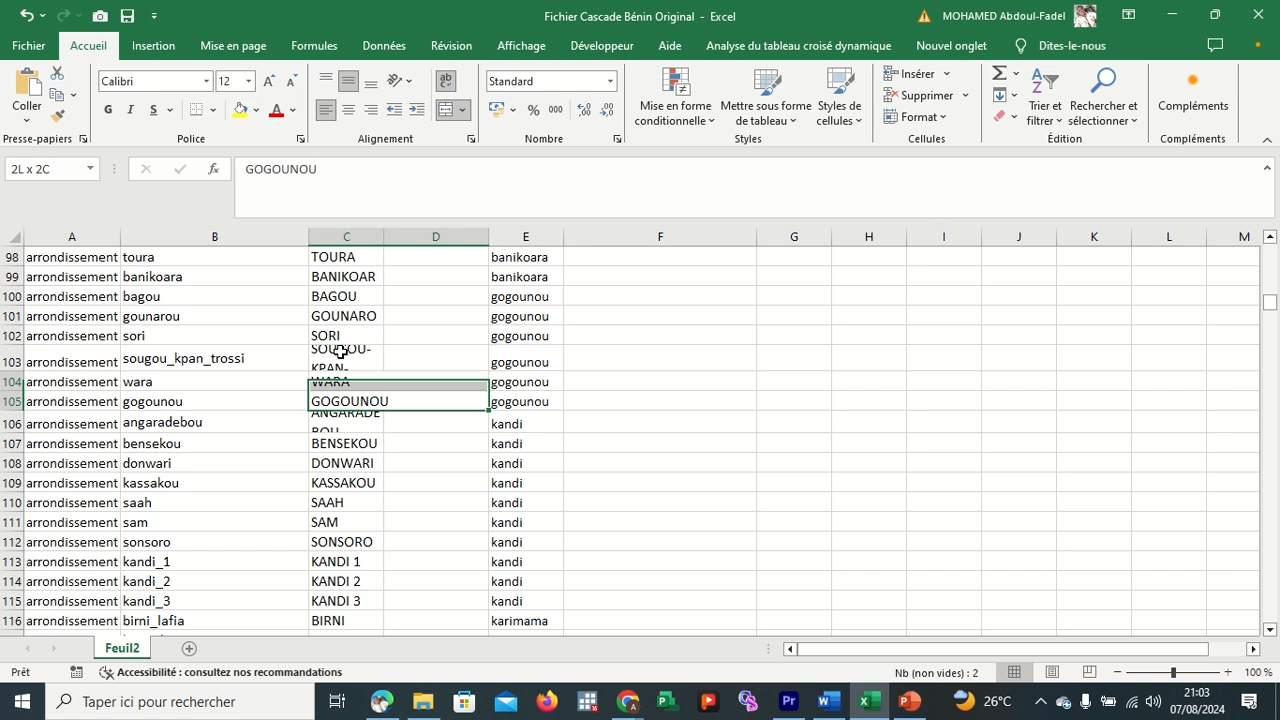 Fichier Cascade Bénin Original - Excel
MOHAMED Abdoul-Fadel
Fichier Accueil Insertion Mise en page Formules Données Révision Affichage Développeur Aide Analyse du tableau croisé dynamique Nouvel onglet Dites-le-nous
Coller
Calibri 12
G I S
Standard
% 000
Mise en forme conditionnelle
Mettre sous forme de tableau
Styles de cellules
Insérer
Supprimer
Format
Trier et filtrer
Rechercher et sélectionner
Compléments
Presse-papiers Police Alignement Nombre Styles Cellules Édition Compléments
2L x 2C fx GOGOUNOU
A B C D E F G H I J K L M
98 arrondissement toura TOURA banikoara
99 arrondissement banikoara BANIKOAR banikoara
100 arrondissement bagou BAGOU gogounou
101 arrondissement gounarou GOUNARO gogounou
102 arrondissement sori SORI gogounou
103 arrondissement sougou_kpan_trossi SOUGOU-KPAN- gogounou
104 arrondissement wara WARA gogounou
105 arrondissement gogounou GOGOUNOU gogounou
106 arrondissement angaradebou ANGARADEBOU kandi
107 arrondissement bensekou BENSEKOU kandi
108 arrondissement donwari DONWARI kandi
109 arrondissement kassakou KASSAKOU kandi
110 arrondissement saah SAAH kandi
111 arrondissement sam SAM kandi
112 arrondissement sonsoro SONSORO kandi
113 arrondissement kandi_1 KANDI 1 kandi
114 arrondissement kandi_2 KANDI 2 kandi
115 arrondissement kandi_3 KANDI 3 kandi
116 arrondissement birni_lafia BIRNI karimama
Feuil2
Prêt Accessibilité : consultez nos recommandations Nb (non vides) : 2 100 %
Taper ici pour rechercher
26°C
21:03
07/08/2024